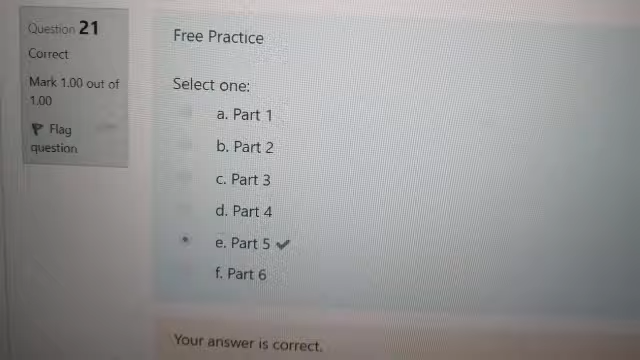 Question 21
Correct
Mark 1.00 out of
1.00
Flag
question
Free Practice
Select one:
a. Part 1
b. Part 2
c. Part 3
d. Part 4
e. Part 5
f. Part 6
Your answer is correct.